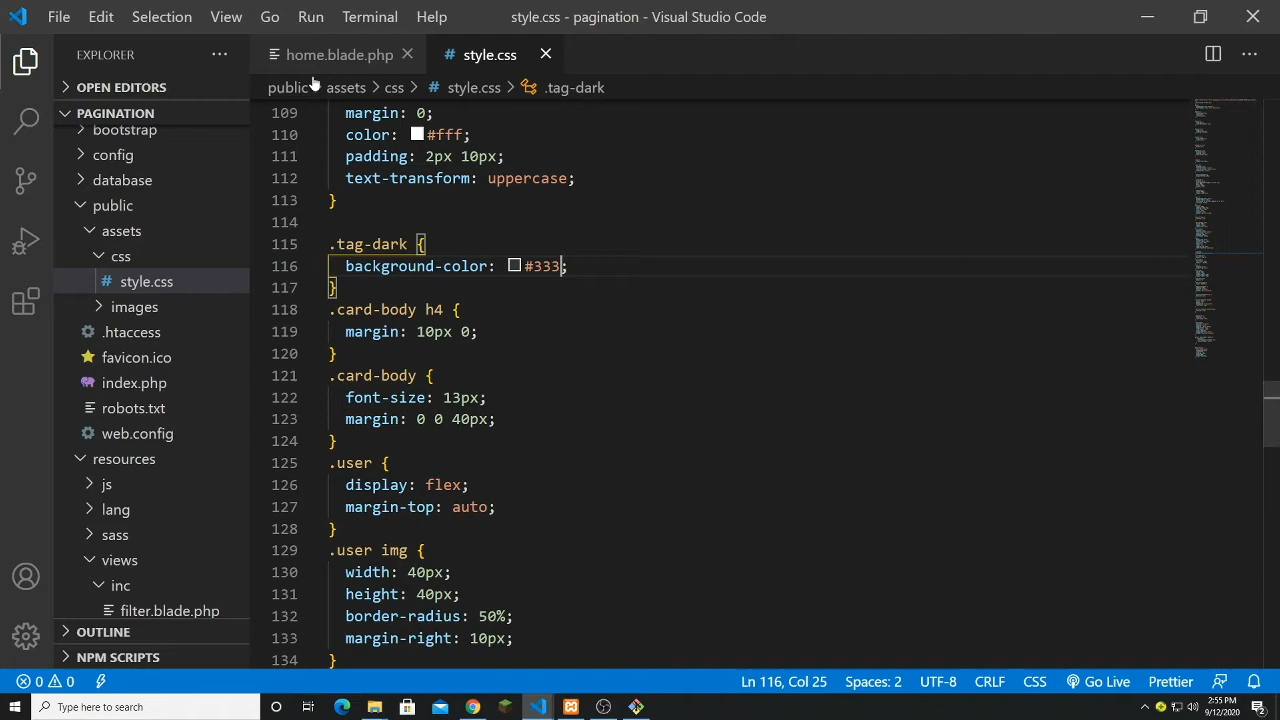 File Edit Selection View Go Run Terminal Help style.css - pagination - Visual Studio Code
EXPLORER
home.blade.php
# style.css
OPEN EDITORS
public > assets > css > # style.css > .tag-dark
PAGINATION
bootstrap
config
database
public
assets
css
# style.css
images
.htaccess
favicon.ico
index.php
robots.txt
web.config
resources
js
lang
sass
views
inc
filter.blade.php
OUTLINE
NPM SCRIPTS
109 margin: 0;
110 color: #fff;
111 padding: 2px 10px;
112 text-transform: uppercase;
113 }
114
115 .tag-dark {
116 background-color: #333;
117 }
118 .card-body h4 {
119 margin: 10px 0;
120 }
121 .card-body {
122 font-size: 13px;
123 margin: 0 0 40px;
124 }
125 .user {
126 display: flex;
127 margin-top: auto;
128 }
129 .user img {
130 width: 40px;
131 height: 40px;
132 border-radius: 50%;
133 margin-right: 10px;
134 }
0 0 Ln 116, Col 25 Spaces: 2 UTF-8 CRLF CSS Go Live Prettier
Type here to search
2:55 PM
9/12/2020